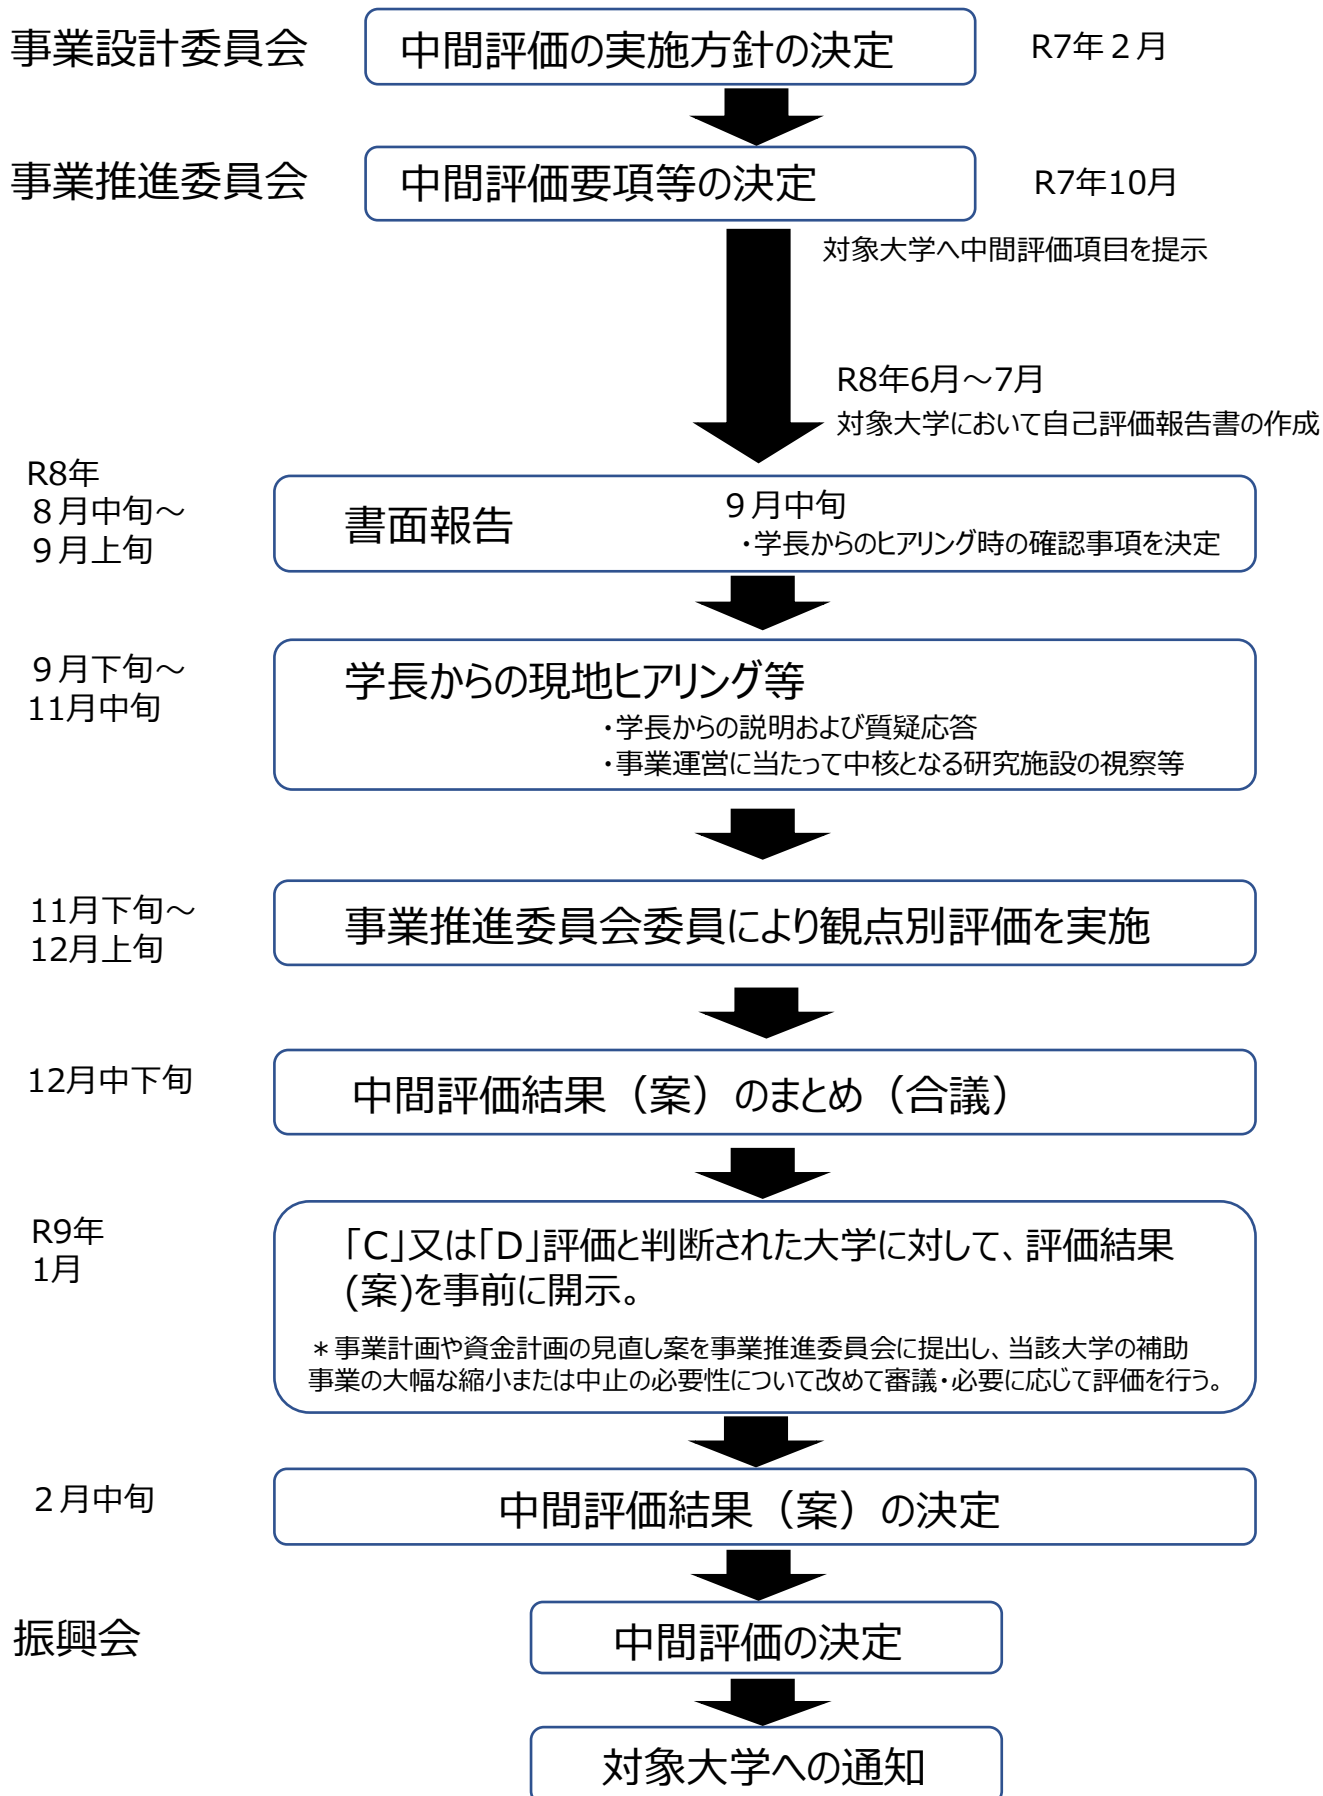 事業設計委員会
中間評価の実施方針の決定
R7年２月
事業推進委員会
中間評価要項等の決定
R7年10月
対象大学へ中間評価項目を提示
R8年6月～7月
対象大学において自己評価報告書の作成
R8年
８月中旬～
９月上旬
書面報告
９月中旬
・学長からのヒアリング時の確認事項を決定
９月下旬～
11月中旬
学長からの現地ヒアリング等
・学長からの説明および質疑応答
・事業運営に当たって中核となる研究施設の視察等
11月下旬～
12月上旬
事業推進委員会委員により観点別評価を実施
12月中下旬
中間評価結果（案）のまとめ（合議）
R9年
1月
「C」又は「D」評価と判断された大学に対して、評価結果
(案)を事前に開示。
＊事業計画や資金計画の見直し案を事業推進委員会に提出し、当該大学の補助
事業の大幅な縮小または中止の必要性について改めて審議・必要に応じて評価を行う。
２月中旬
中間評価結果（案）の決定
振興会
中間評価の決定
対象大学への通知